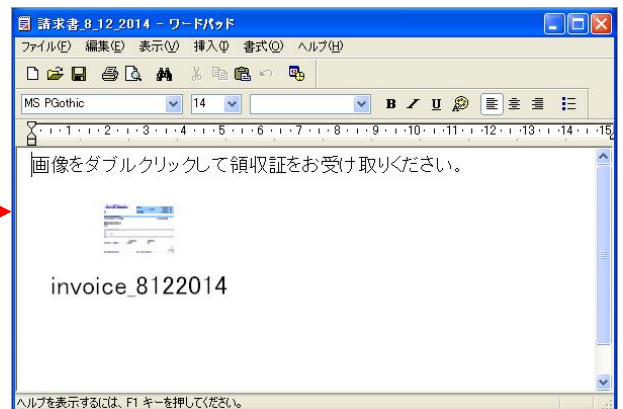 請求書_8_12_2014 - ワードパッド
ファイル(F) 編集(E) 表示(V) 挿入(I) 書式(O) ヘルプ(H)
MS PGothic 14 B I U
1 2 3 4 5 6 7 8 9 10 11 12 13 14 15
画像をダブルクリックして領収証をお受け取りください。
invoice_8122014
ヘルプを表示するには、F1 キーを押してください。